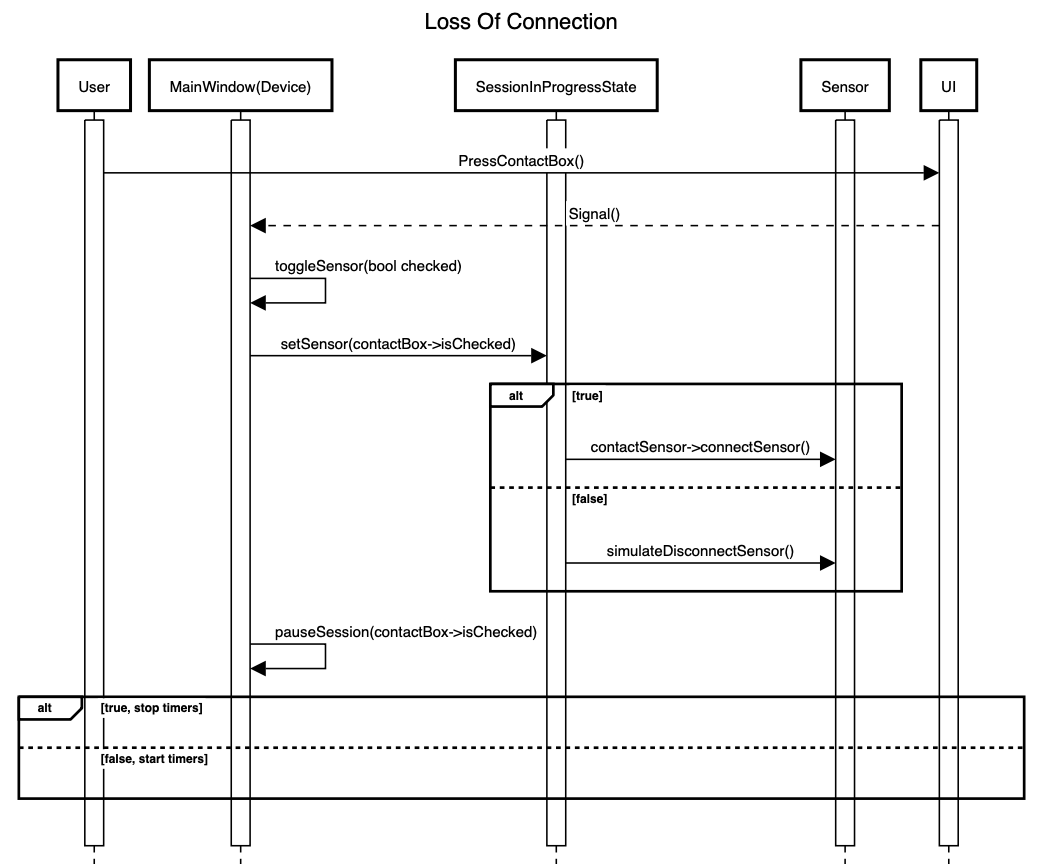 Loss Of Connection
User
MainWindow(Device)
SessionInProgressState
Sensor
UI
PressContactBox()
Signal()
toggleSensor(bool checked)
setSensor(contactBox->isChecked)
alt
[true]
contactSensor->connectSensor()
[false]
simulateDisconnectSensor()
pauseSession(contactBox->isChecked)
alt
[true, stop timers]
[false, start timers]